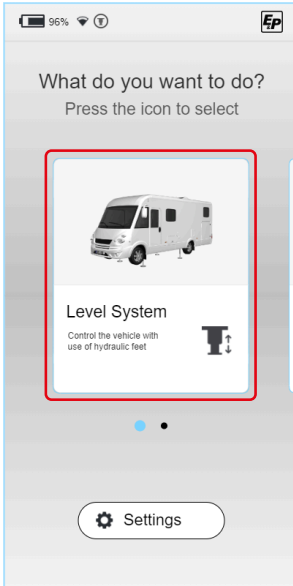 96%
EP
What do you want to do?
Press the icon to select
Level System
Control the vehicle with
use of hydraulic feet
Settings